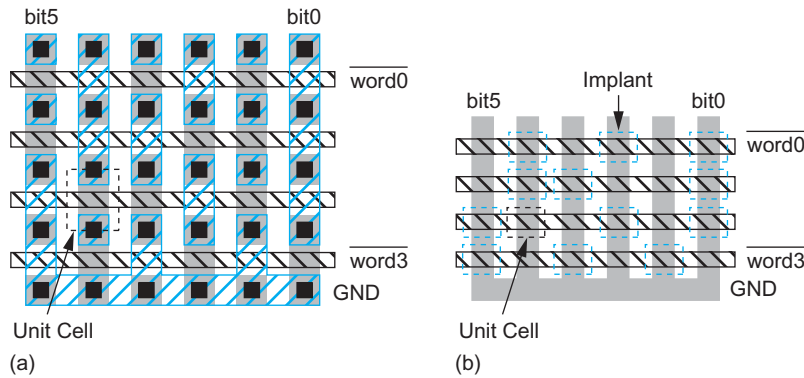 bit5 bit0
word0
word3
GND
Unit Cell
(a)
Implant
bit5 bit0
word0
word3
GND
Unit Cell
(b)